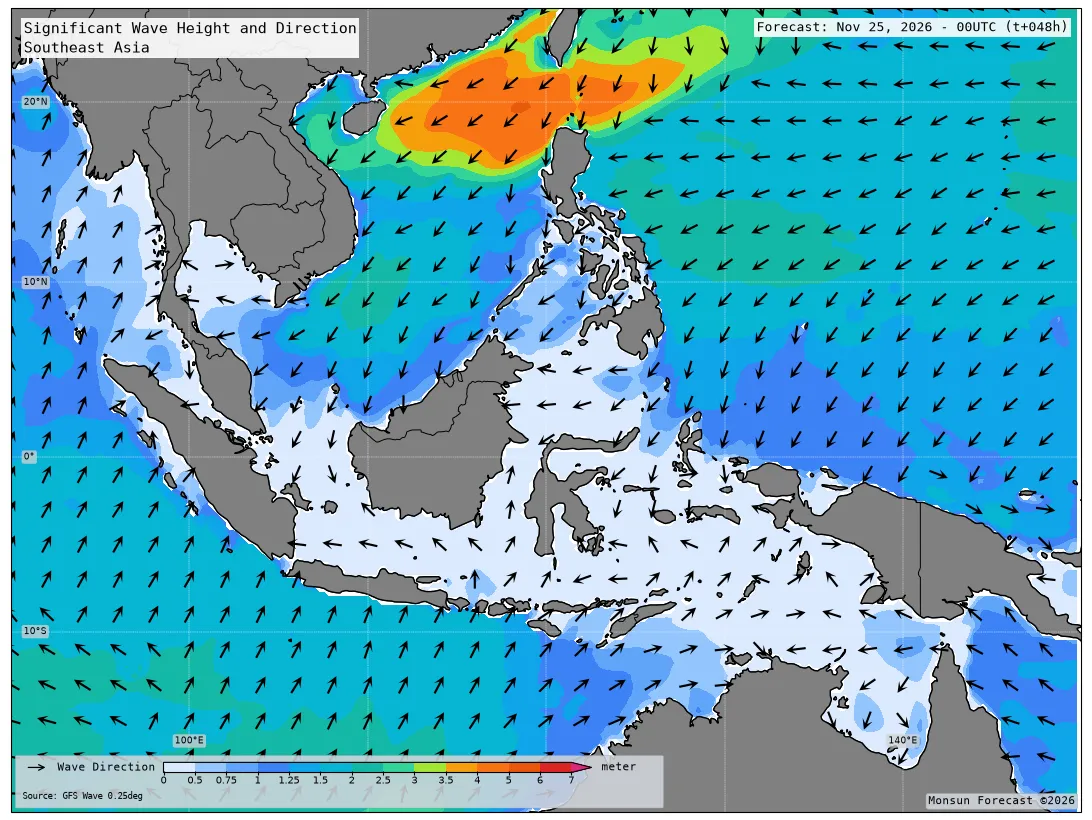 Significant Wave Height and Direction
Southeast Asia
Forecast: Nov 25, 2026 - 00UTC (t+048h)
20°N
10°N
0°
10°S
100°E
140°E
Wave Direction
meter
0 0.5 0.75 1 1.25 1.5 2 2.5 3 3.5 4 5 6 7
Source: GFS Wave 0.25deg
Monsun Forecast ©2026